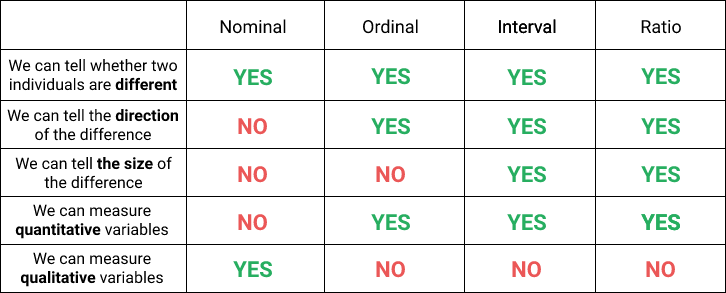 Nominal Ordinal Interval Ratio
We can tell whether two
individuals are different
YES YES YES YES
We can tell the direction
of the difference
NO YES YES YES
We can tell the size of
the difference
NO NO YES YES
We can measure
quantitative variables
NO YES YES YES
We can measure
qualitative variables
YES NO NO NO